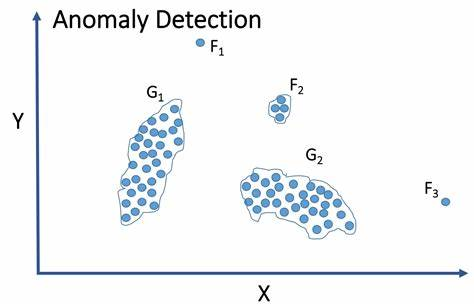 Anomaly Detection
F1
G1
F2
Y
G2
F3
X